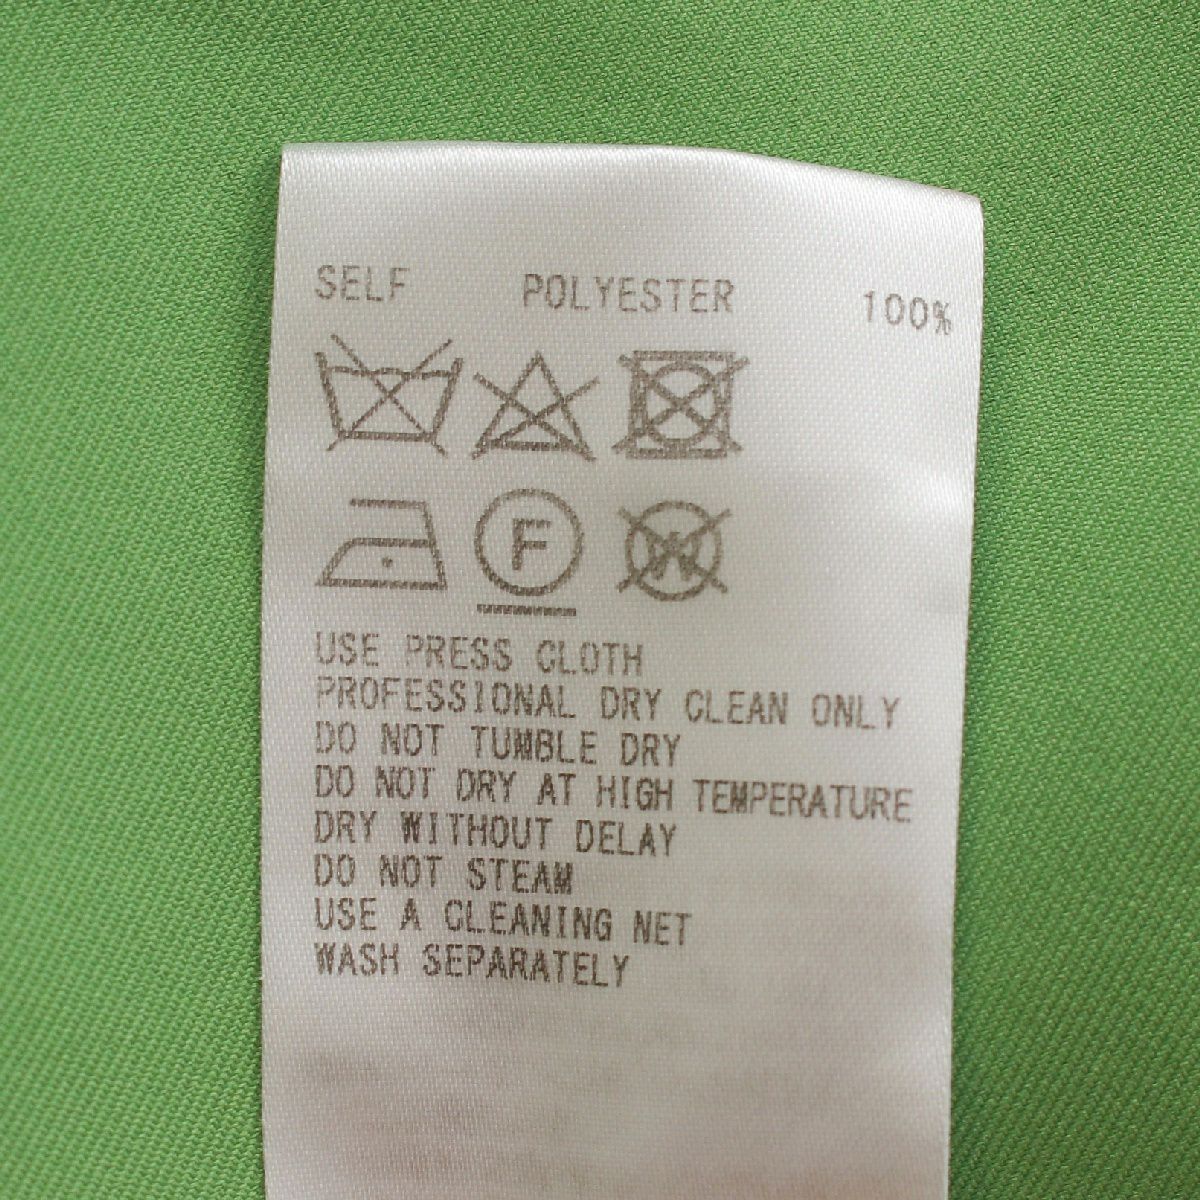 SELF POLYESTER 100%
F W
USE PRESS CLOTH
PROFESSIONAL DRY CLEAN ONLY
DO NOT TUMBLE DRY
DO NOT DRY AT HIGH TEMPERATURE
DRY WITHOUT DELAY
DO NOT STEAM
USE A CLEANING NET
WASH SEPARATELY